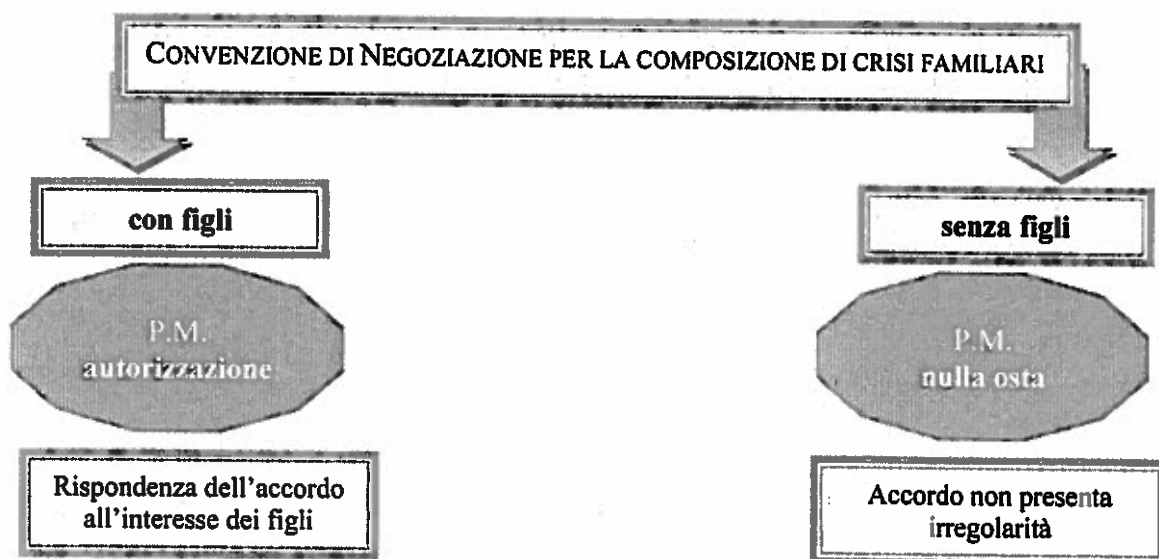 CONVENZIONE DI NEGOZIAZIONE PER LA COMPOSIZIONE DI CRISI FAMILIARI
con figli
P.M.
autorizzazione
Rispondenza dell'accordo
all'interesse dei figli
senza figli
P.M.
nulla osta
Accordo non presenta
irregolarità